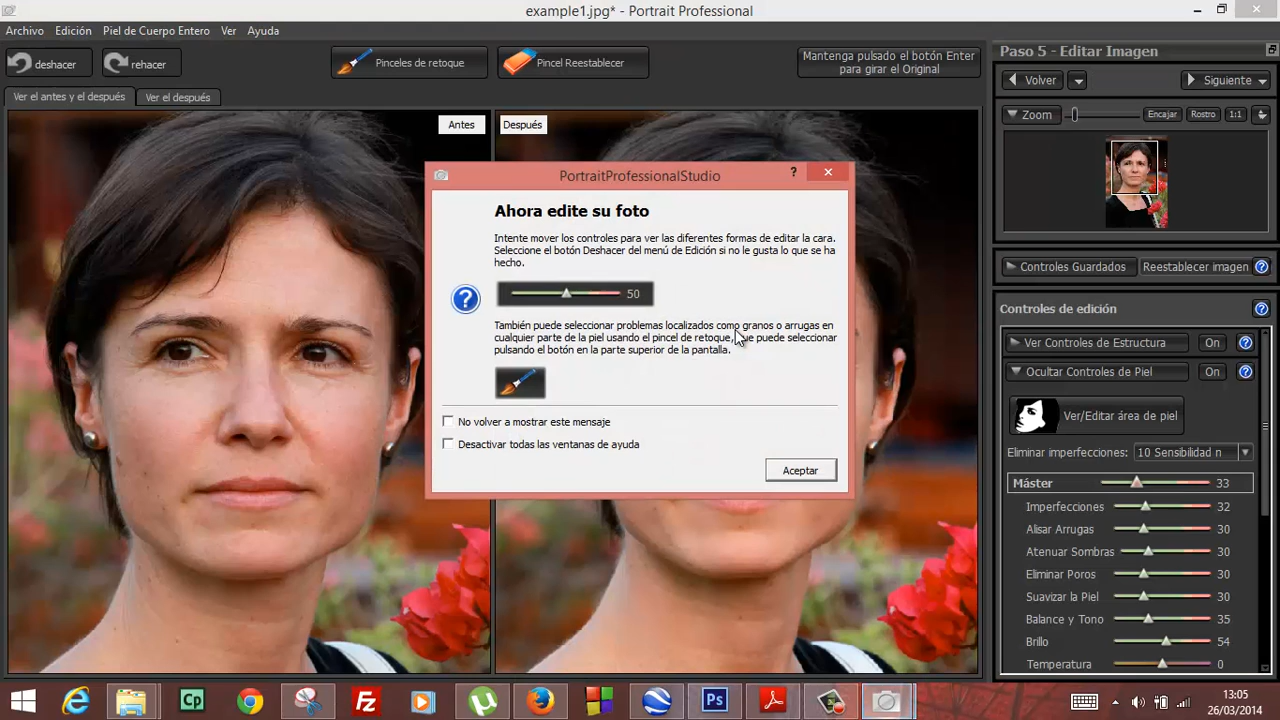 example1.jpg* - Portrait Professional
Archivo Edición Piel de Cuerpo Entero Ver Ayuda
deshacer rehacer Pinceles de retoque Pincel Reestablecer
Mantenga pulsado el botón Enter
para girar el Original
Ver el antes y el después Ver el después
Antes Después
PortraitProfessionalStudio ?
Ahora edite su foto
Intente mover los controles para ver las diferentes formas de editar la cara.
Seleccione el botón Deshacer del menú de Edición si no le gusta lo que se ha
hecho.
? 50
También puede seleccionar problemas localizados como granos o arrugas en
cualquier parte de la piel usando el pincel de retoque, que puede seleccionar
pulsando el botón en la parte superior de la pantalla.
No volver a mostrar este mensaje
Desactivar todas las ventanas de ayuda
Aceptar
Paso 5 - Editar Imagen
Volver Siguiente
Zoom Encajar Rostro 1:1
Controles Guardados Reestablecer imagen ?
Controles de edición ?
Ver Controles de Estructura On ?
Ocultar Controles de Piel On ?
Ver/Editar área de piel
Eliminar imperfecciones: 10 Sensibilidad n
Máster 33
Imperfecciones 32
Alisar Arrugas 30
Atenuar Sombras 30
Eliminar Poros 30
Suavizar la Piel 30
Balance y Tono 35
Brillo 54
Temperatura 0
Cp Fz µ Ps
13:05
26/03/2014